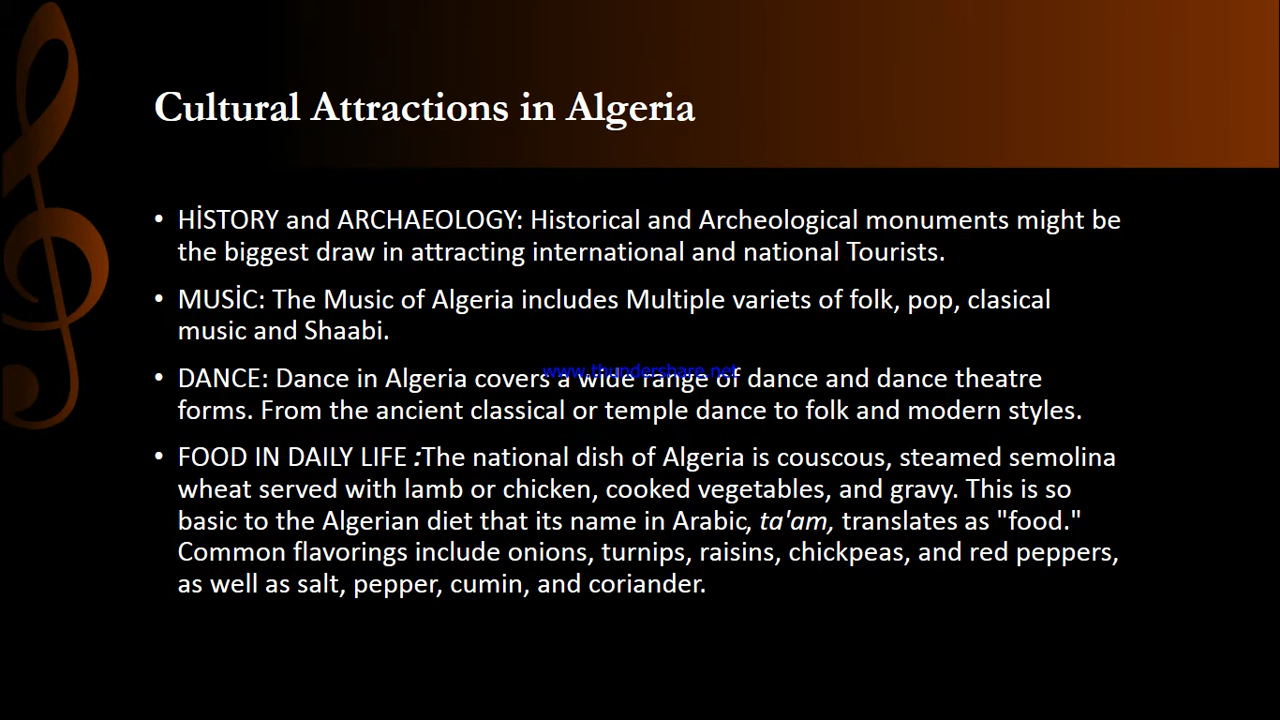 Cultural Attractions in Algeria
• HİSTORY and ARCHAEOLOGY: Historical and Archeological monuments might be
the biggest draw in attracting international and national Tourists.
• MUSİC: The Music of Algeria includes Multiple variets of folk, pop, clasical
music and Shaabi.
www.thundershare.net
• DANCE: Dance in Algeria covers a wide range of dance and dance theatre
forms. From the ancient classical or temple dance to folk and modern styles.
• FOOD IN DAILY LIFE :The national dish of Algeria is couscous, steamed semolina
wheat served with lamb or chicken, cooked vegetables, and gravy. This is so
basic to the Algerian diet that its name in Arabic, ta'am, translates as "food."
Common flavorings include onions, turnips, raisins, chickpeas, and red peppers,
as well as salt, pepper, cumin, and coriander.